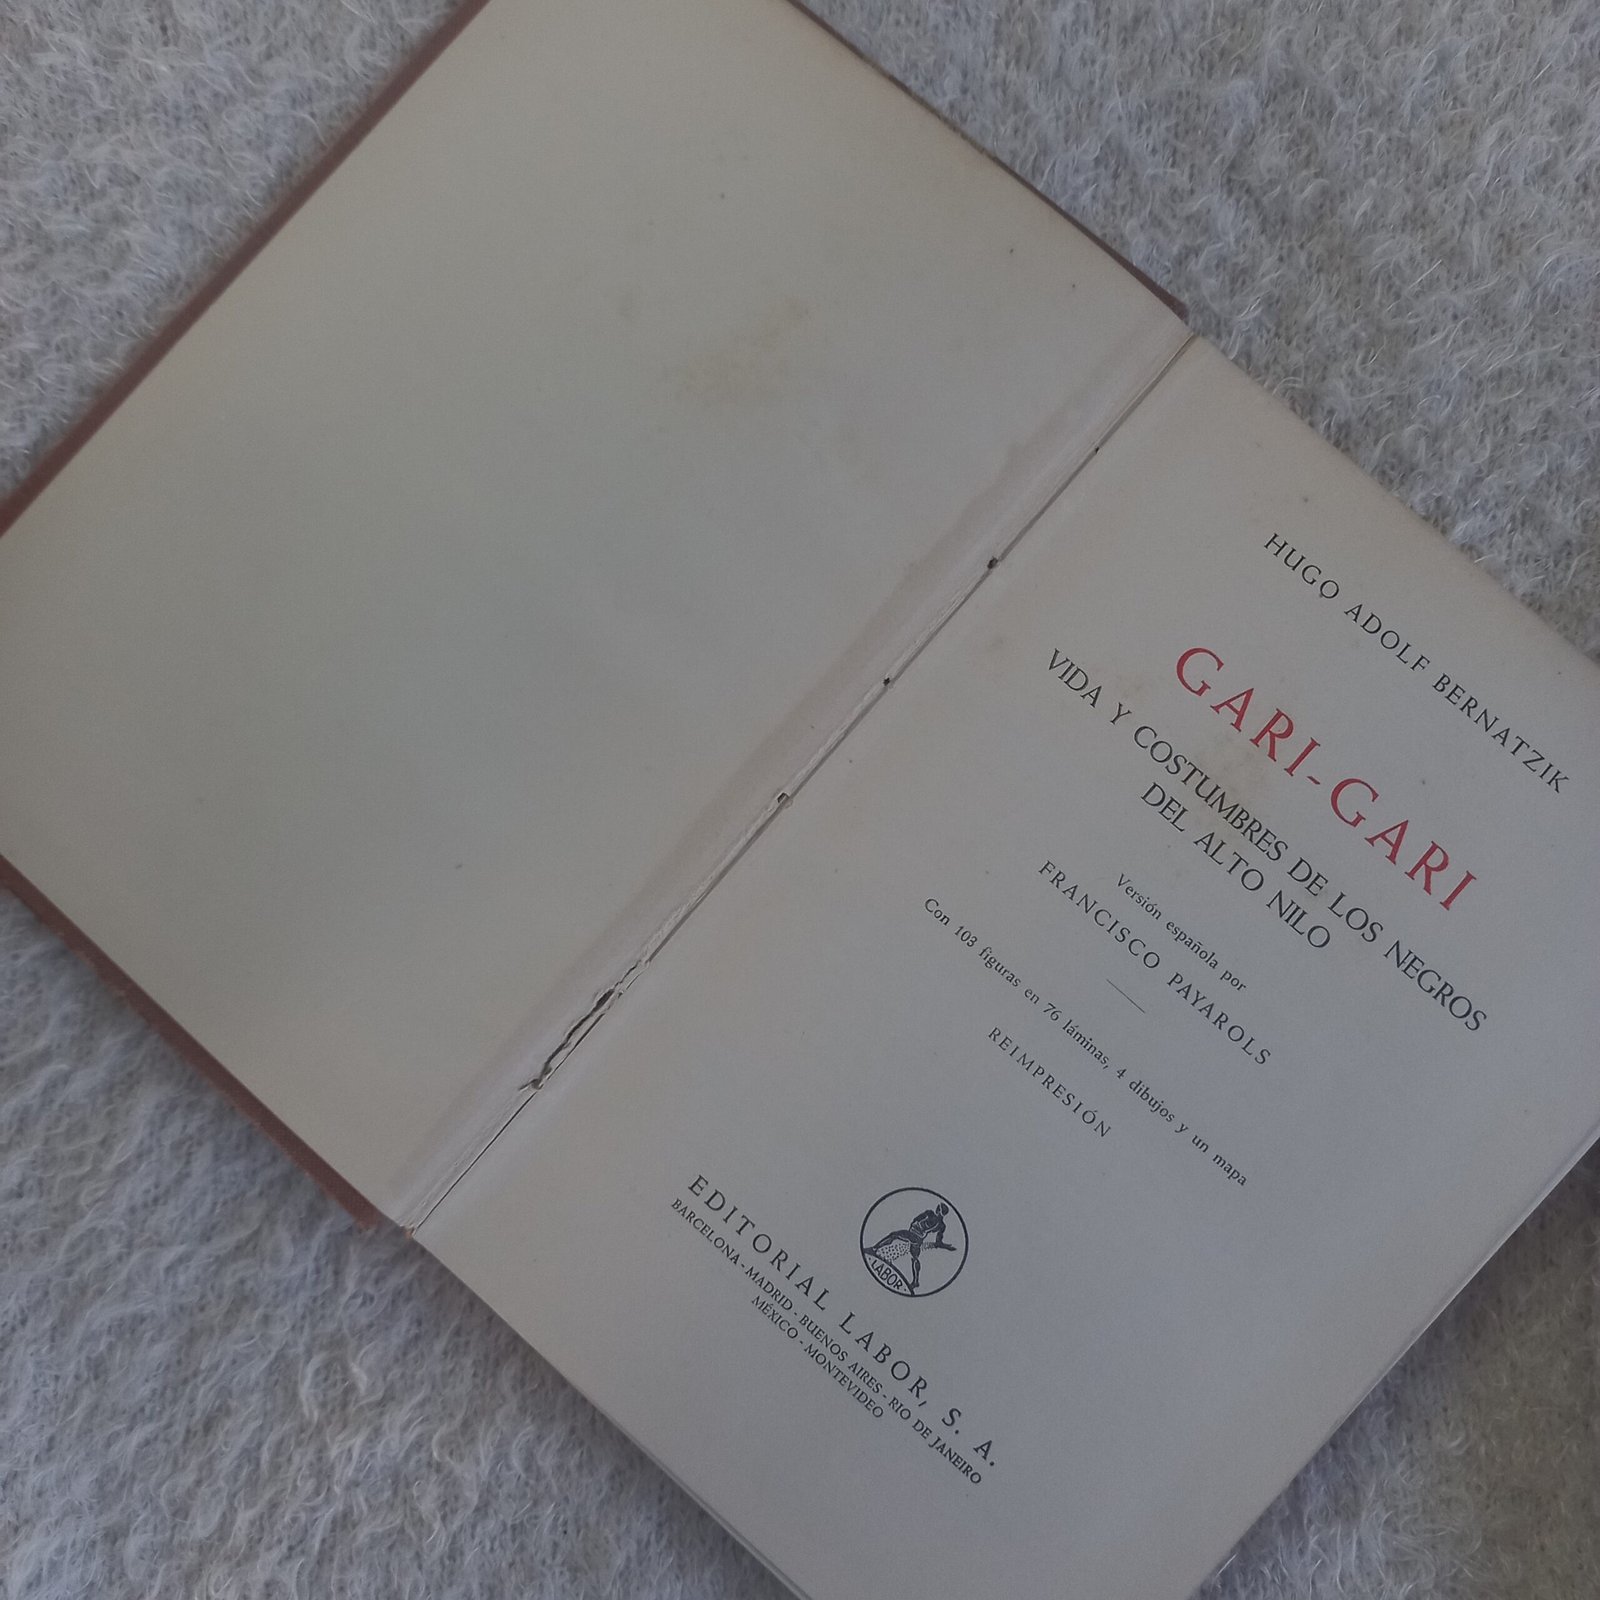 HUGO ADOLF BERNATZIK
GARI-GARI
VIDA Y COSTUMBRES DE LOS NEGROS
DEL ALTO NILO
Versión española por
FRANCISCO PAYAROLS
Con 103 figuras en 76 láminas, 4 dibujos y un mapa
REIMPRESIÓN
LABOR
EDITORIAL LABOR, S. A.
BARCELONA - MADRID - BUENOS AIRES - RIO DE JANEIRO
MÉXICO - MONTEVIDEO